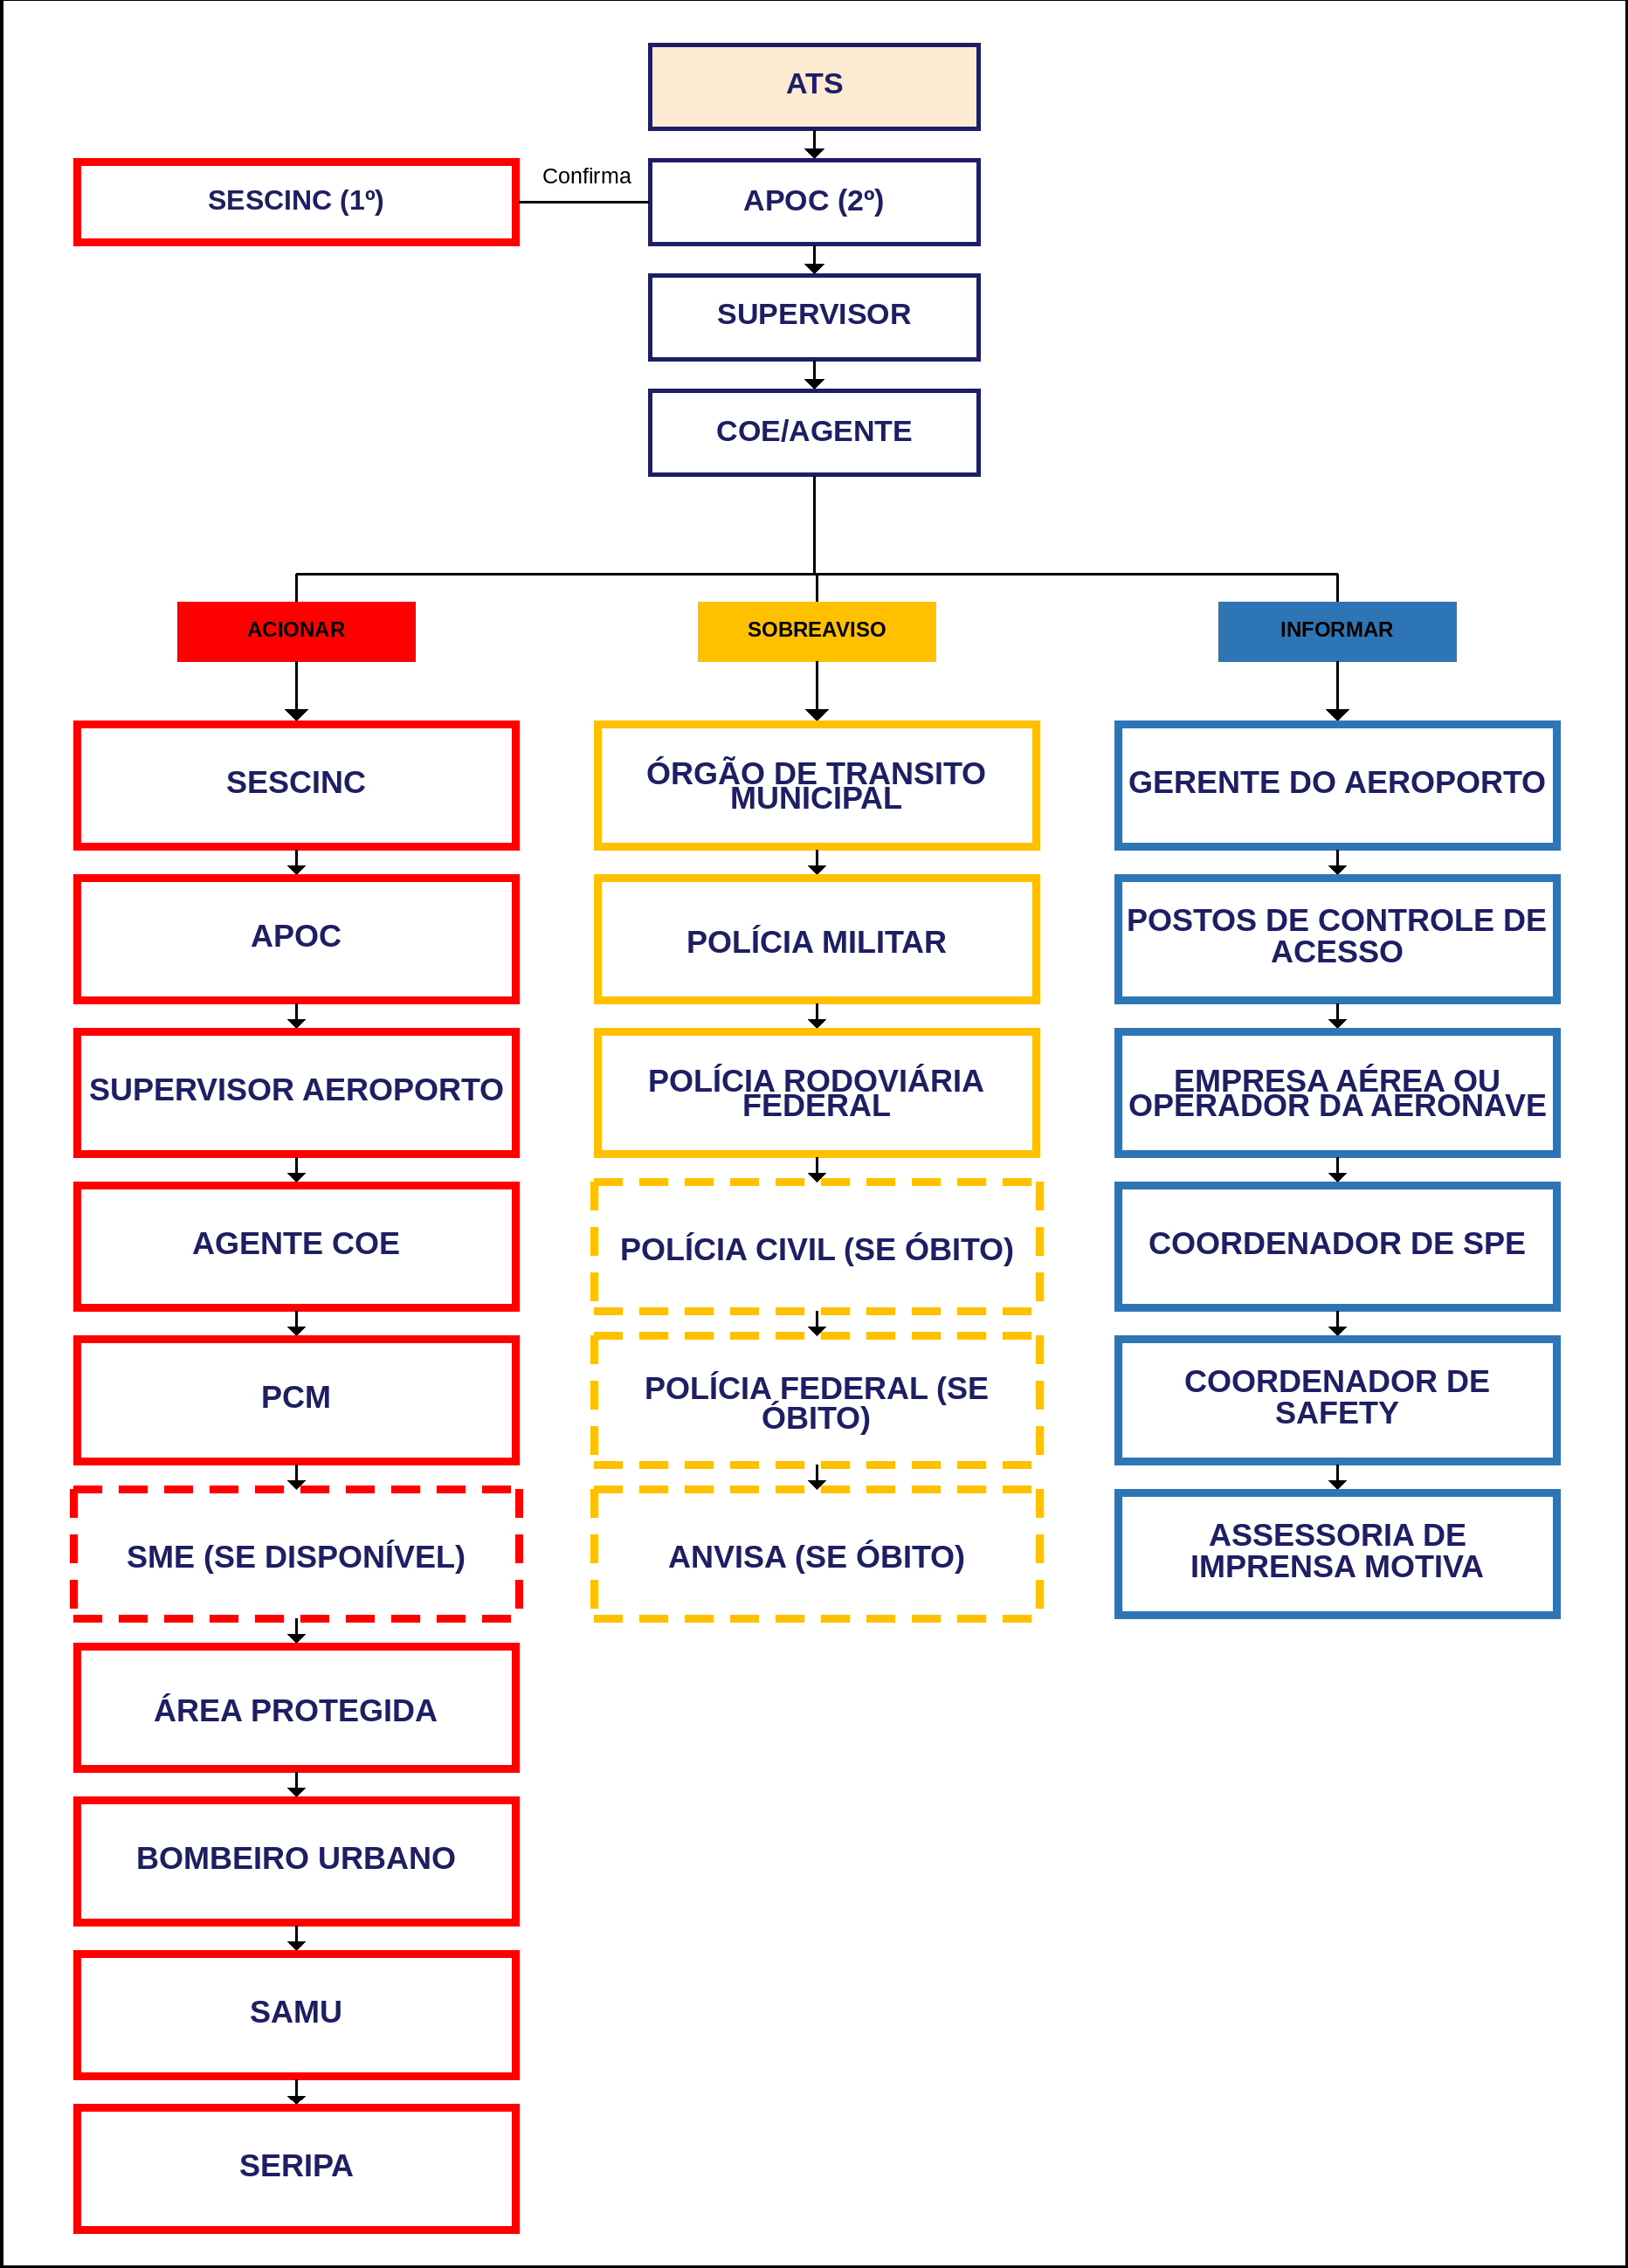 ATS
Confirma
SESCINC (1º)
APOC (2º)
SUPERVISOR
COE/AGENTE
ACIONAR
SOBREAVISO
INFORMAR
SESCINC
APOC
SUPERVISOR AEROPORTO
AGENTE COE
PCM
SME (SE DISPONÍVEL)
ÁREA PROTEGIDA
BOMBEIRO URBANO
SAMU
SERIPA
ÓRGÃO DE TRANSITO
MUNICIPAL
POLÍCIA MILITAR
POLÍCIA RODOVIÁRIA
FEDERAL
POLÍCIA CIVIL (SE ÓBITO)
POLÍCIA FEDERAL (SE
ÓBITO)
ANVISA (SE ÓBITO)
GERENTE DO AEROPORTO
POSTOS DE CONTROLE DE
ACESSO
EMPRESA AÉREA OU
OPERADOR DA AERONAVE
COORDENADOR DE SPE
COORDENADOR DE
SAFETY
ASSESSORIA DE
IMPRENSA MOTIVA